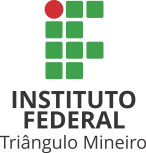 INSTITUTO
FEDERAL
Triângulo Mineiro